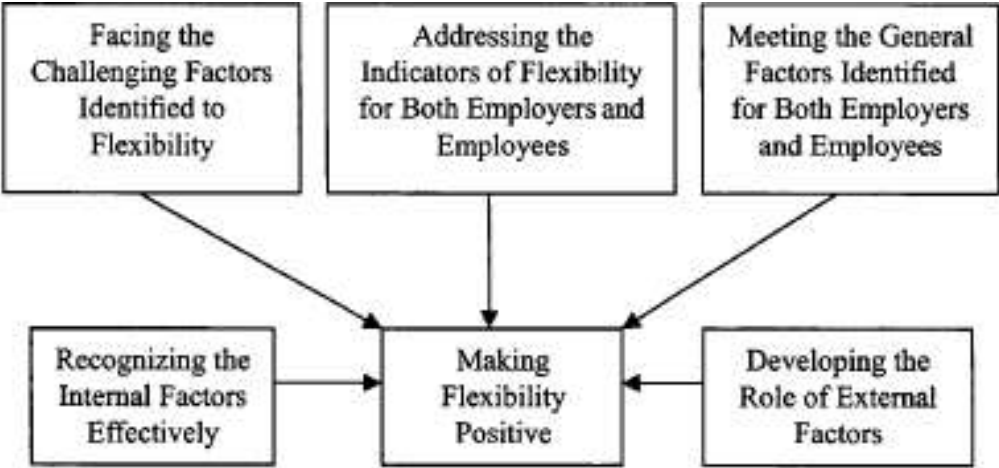 Facing the
Challenging Factors
Identified to
Flexibility
Addressing the
Indicators of Flexibility
for Both Employers and
Employees
Meeting the General
Factors Identified
for Both Employers
and Employees
Recognizing the
Internal Factors
Effectively
Making
Flexibility
Positive
Developing the
Role of External
Factors